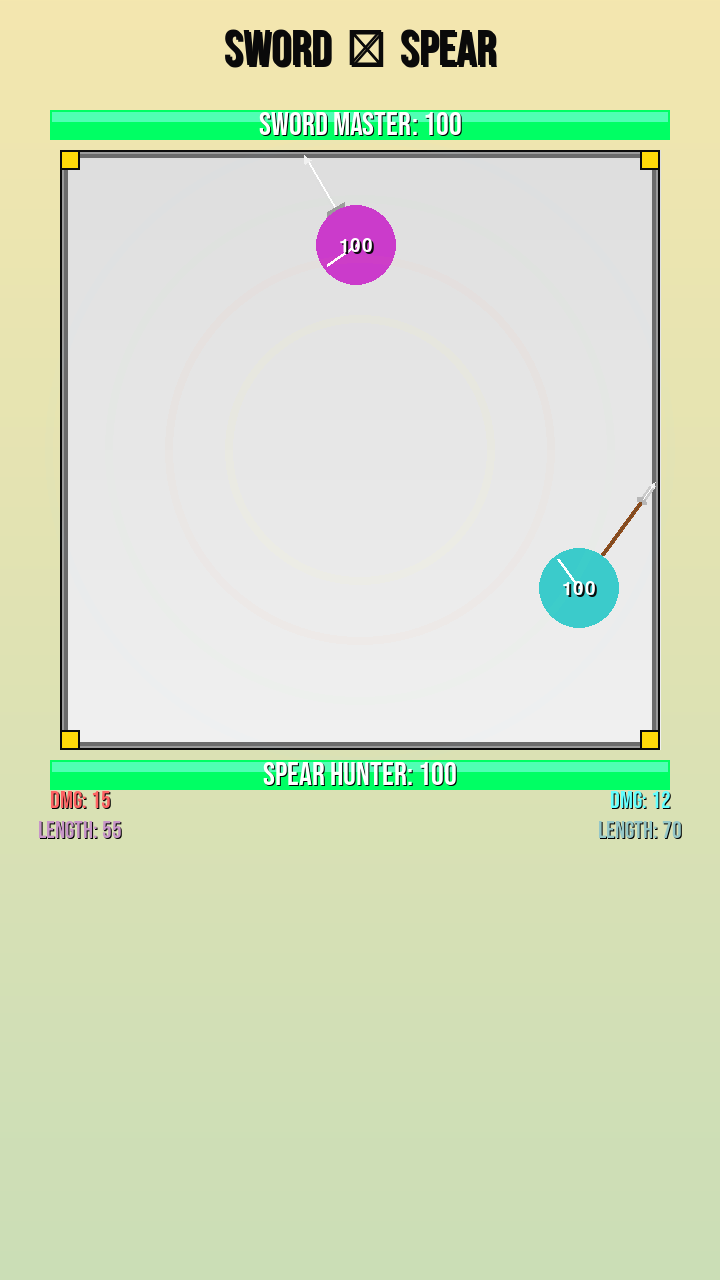 SWORD ☒ SPEAR
SWORD MASTER: 100
100
100
SPEAR HUNTER: 100
DMG: 15
DMG: 12
LENGTH: 55
LENGTH: 70